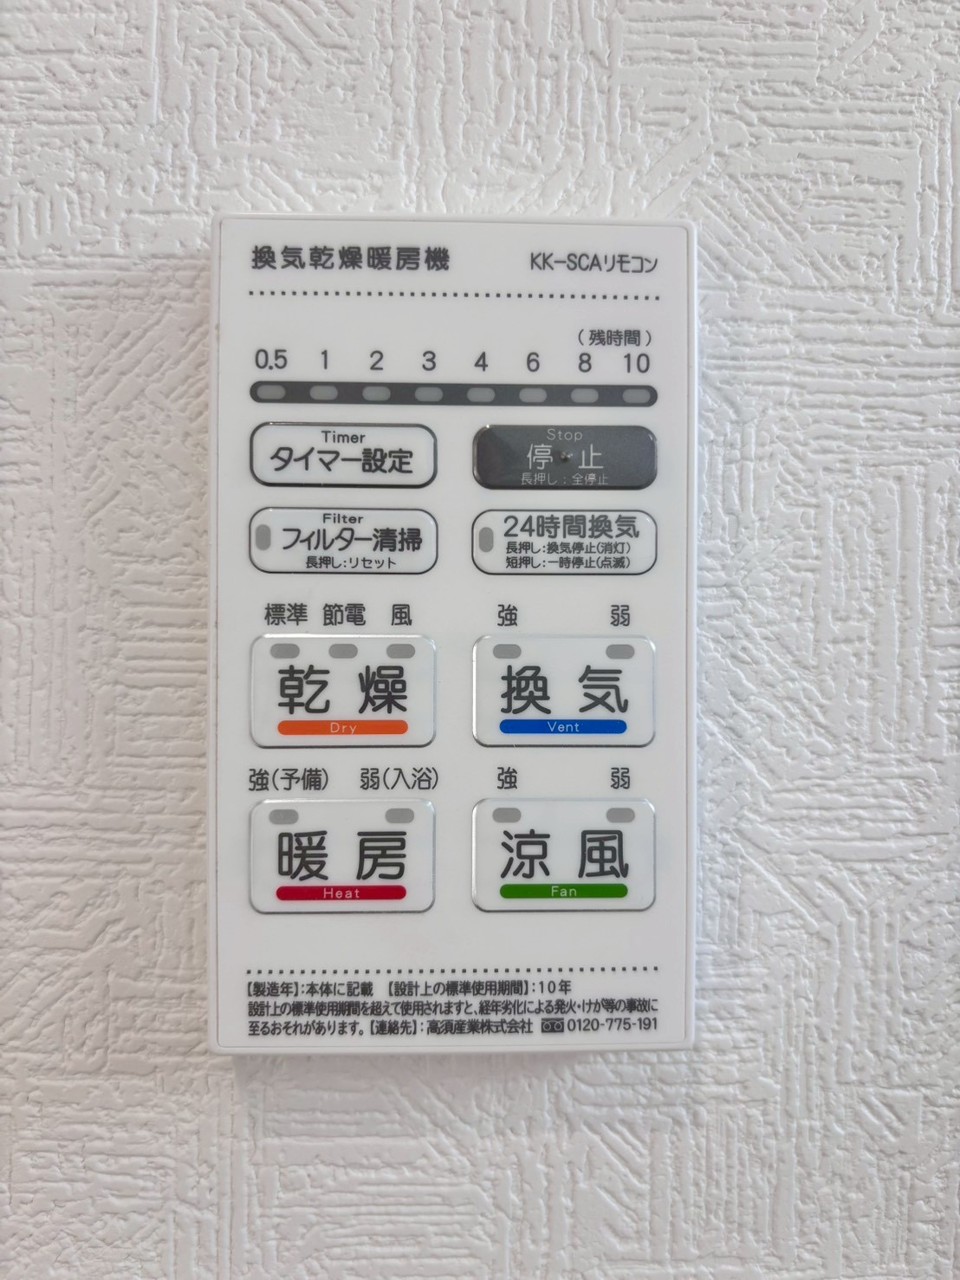 換気乾燥暖房機 KK-SCAリモコン
(残時間)
0.5 1 2 3 4 6 8 10
Timer
タイマー設定
Stop
停止
長押し:全停止
Filter
フィルター清掃
長押し:リセット
24時間換気
長押し:換気停止(消灯)
短押し:一時停止(点滅)
標準 節電 風
乾燥
Dry
強 弱
換気
Vent
強(予備) 弱(入浴)
暖房
Heat
強 弱
涼風
Fan
【製造年】:本体に記載 【設計上の標準使用期間】:10年
設計上の標準使用期間を超えて使用されますと、経年劣化による発火・けが等の事故に
至るおそれがあります。【連絡先】:高須産業株式会社 0120-775-191